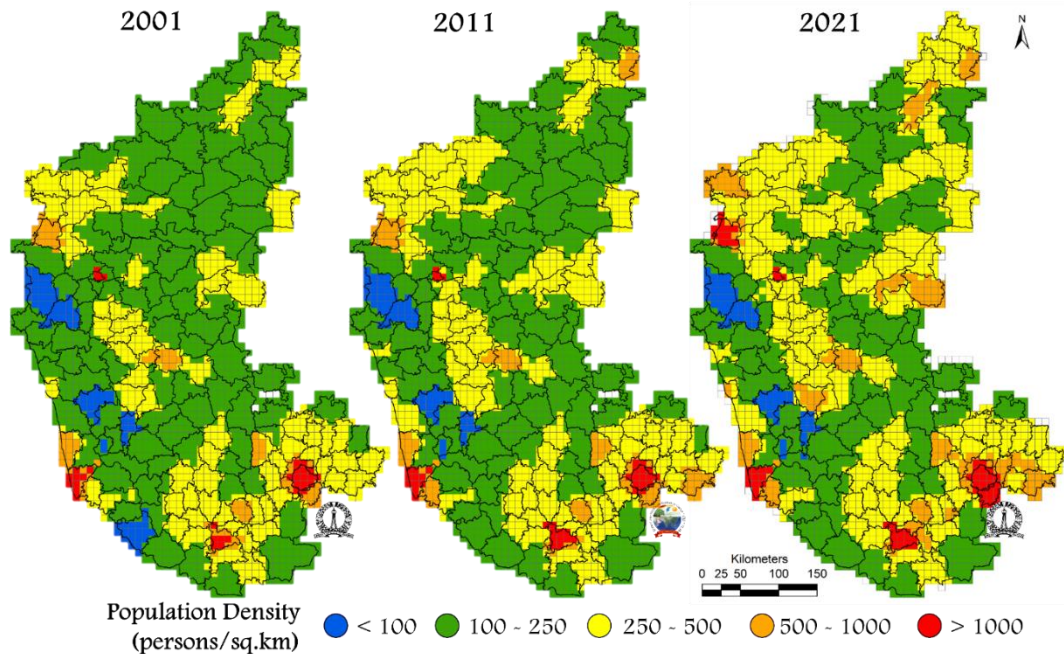 2001
2011
2021
N
Kilometers
0 25 50 100 150
Population Density
(persons/sq.km)
< 100
100 - 250
250 - 500
500 - 1000
> 1000